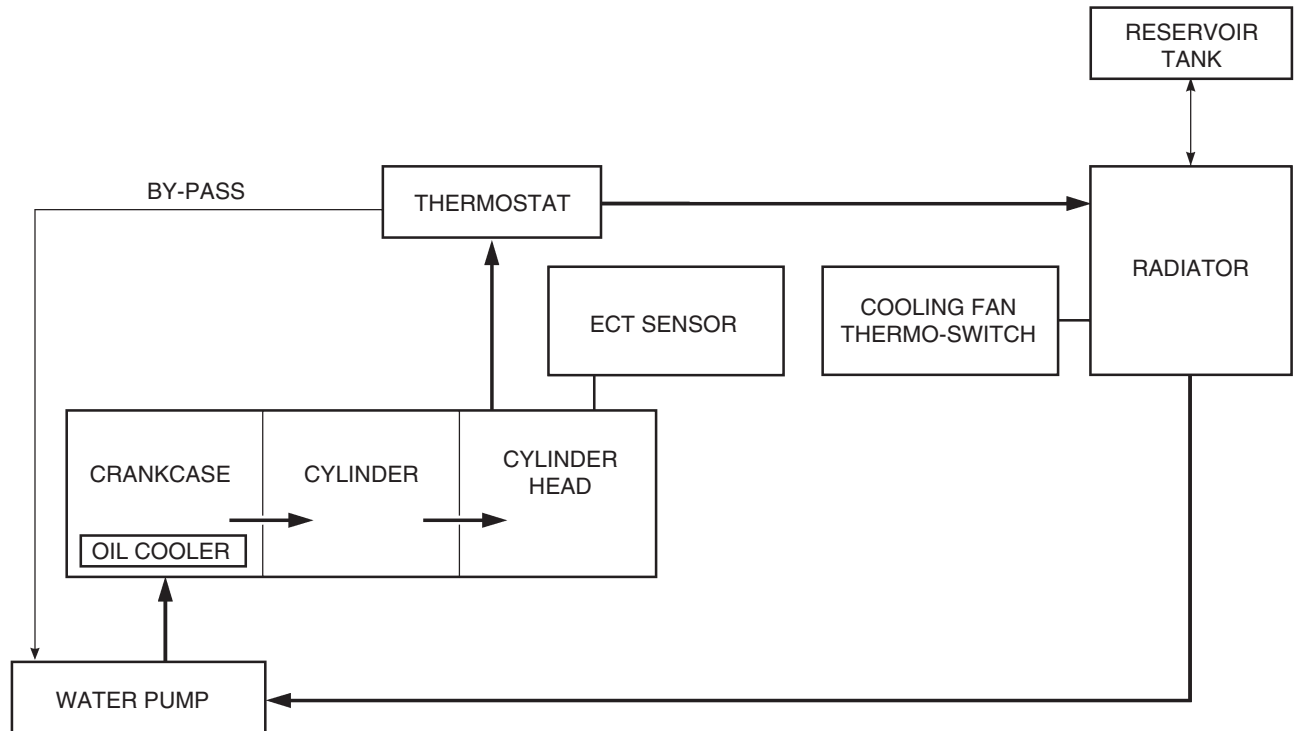 RESERVOIR
TANK
BY-PASS
THERMOSTAT
RADIATOR
ECT SENSOR
COOLING FAN
THERMO-SWITCH
CRANKCASE
CYLINDER
CYLINDER
HEAD
OIL COOLER
WATER PUMP